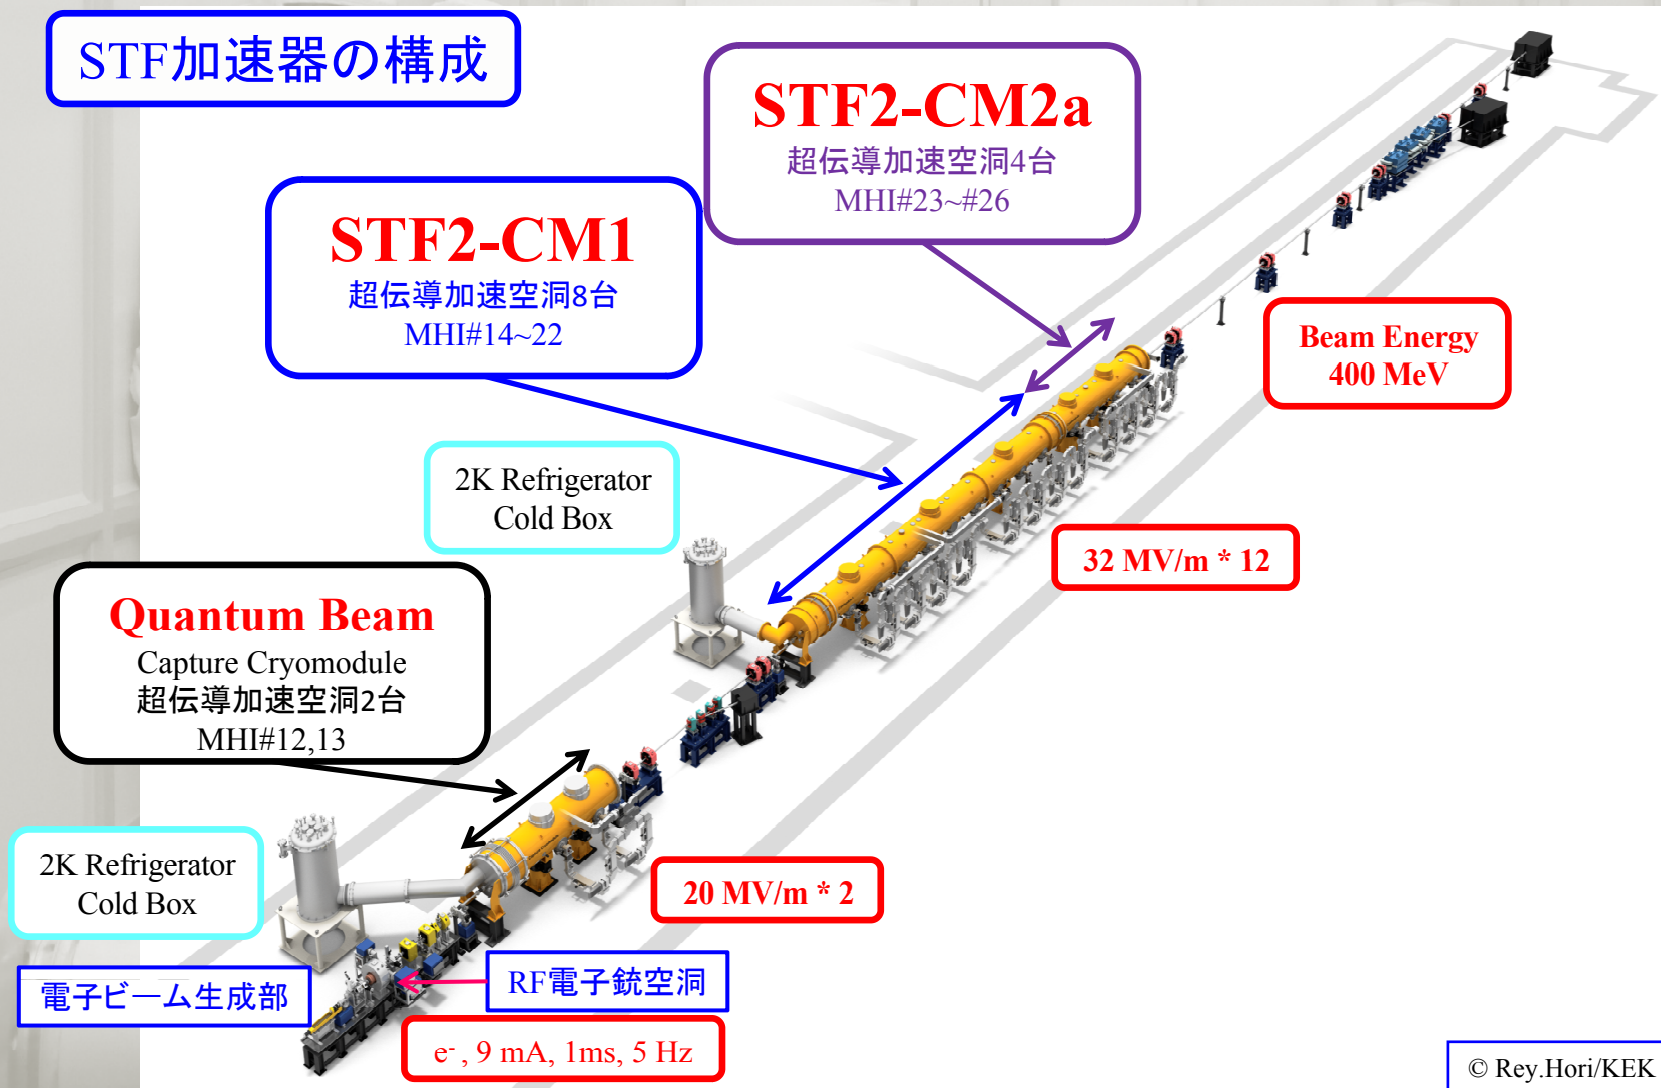 STF加速器の構成
STF2-CM2a
超伝導加速空洞4台
MHI#23~#26
STF2-CM1
超伝導加速空洞8台
MHI#14~22
Beam Energy
400 MeV
2K Refrigerator
Cold Box
32 MV/m * 12
Quantum Beam
Capture Cryomodule
超伝導加速空洞2台
MHI#12,13
2K Refrigerator
Cold Box
20 MV/m * 2
電子ビーム生成部
RF電子銃空洞
e⁻, 9 mA, 1ms, 5 Hz
© Rey.Hori/KEK